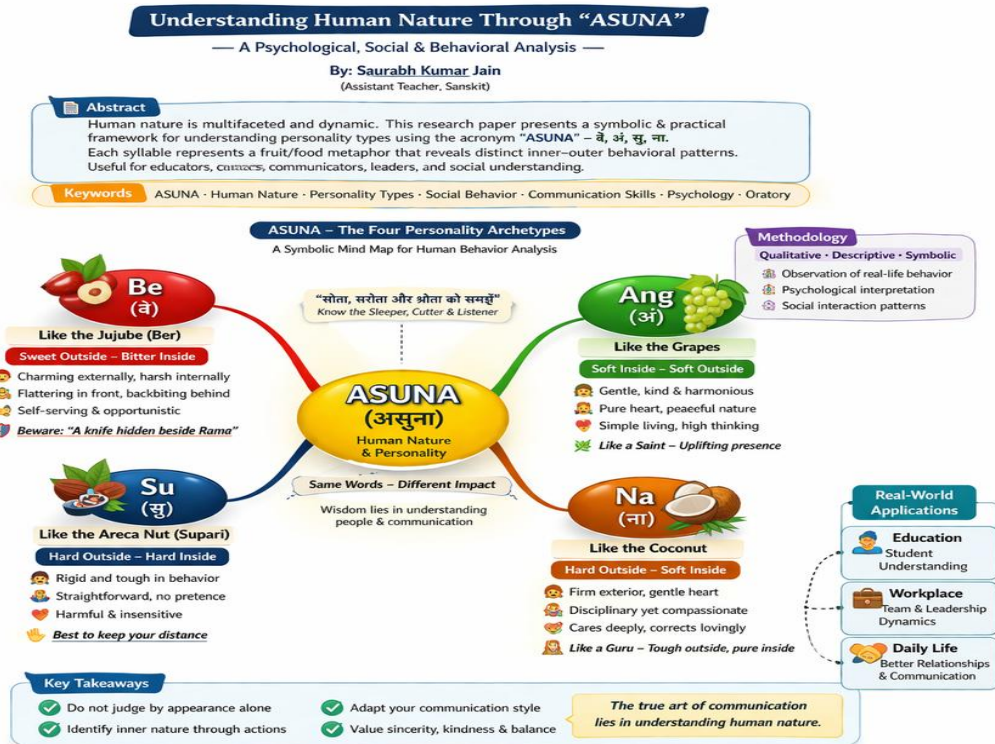 Understanding Human Nature Through “ASUNA”
— A Psychological, Social & Behavioral Analysis —
By: Saurabh Kumar Jain
(Assistant Teacher, Sanskit)
Abstract
Human nature is multifaceted and dynamic. This research paper presents a symbolic & practical
framework for understanding personality types using the acronym “ASUNA” – वे, अं, सु, ना.
Each syllable represents a fruit/food metaphor that reveals distinct inner–outer behavioral patterns.
Useful for educators, communicators, leaders, and social understanding.
Keywords
ASUNA · Human Nature · Personality Types · Social Behavior · Communication Skills · Psychology · Oratory
ASUNA – The Four Personality Archetypes
A Symbolic Mind Map for Human Behavior Analysis
Methodology
Qualitative · Descriptive · Symbolic
Observation of real-life behavior
Psychological interpretation
Social interaction patterns
Be
(वे)
Like the Jujube (Ber)
Sweet Outside – Bitter Inside
Charming externally, harsh internally
Flattering in front, backbiting behind
Self-serving & opportunistic
Beware: “A knife hidden beside Rama”
“सोता, सरोता और श्रोता को समझें”
Know the Sleeper, Cutter & Listener
Ang
(अं)
Like the Grapes
Soft Inside – Soft Outside
Gentle, kind & harmonious
Pure heart, peaceful nature
Simple living, high thinking
Like a Saint – Uplifting presence
ASUNA
(असुना)
Human Nature
& Personality
Same Words – Different Impact
Wisdom lies in understanding
people & communication
Su
(सु)
Like the Areca Nut (Supari)
Hard Outside – Hard Inside
Rigid and tough in behavior
Straightforward, no pretence
Harmful & insensitive
Best to keep your distance
Na
(ना)
Like the Coconut
Hard Outside – Soft Inside
Firm exterior, gentle heart
Disciplinary yet compassionate
Cares deeply, corrects lovingly
Like a Guru – Tough outside, pure inside
Real-World
Applications
Education
Student
Understanding
Workplace
Team & Leadership
Dynamics
Daily Life
Better Relationships
& Communication
Key Takeaways
Do not judge by appearance alone
Identify inner nature through actions
Adapt your communication style
Value sincerity, kindness & balance
The true art of communication
lies in understanding human nature.